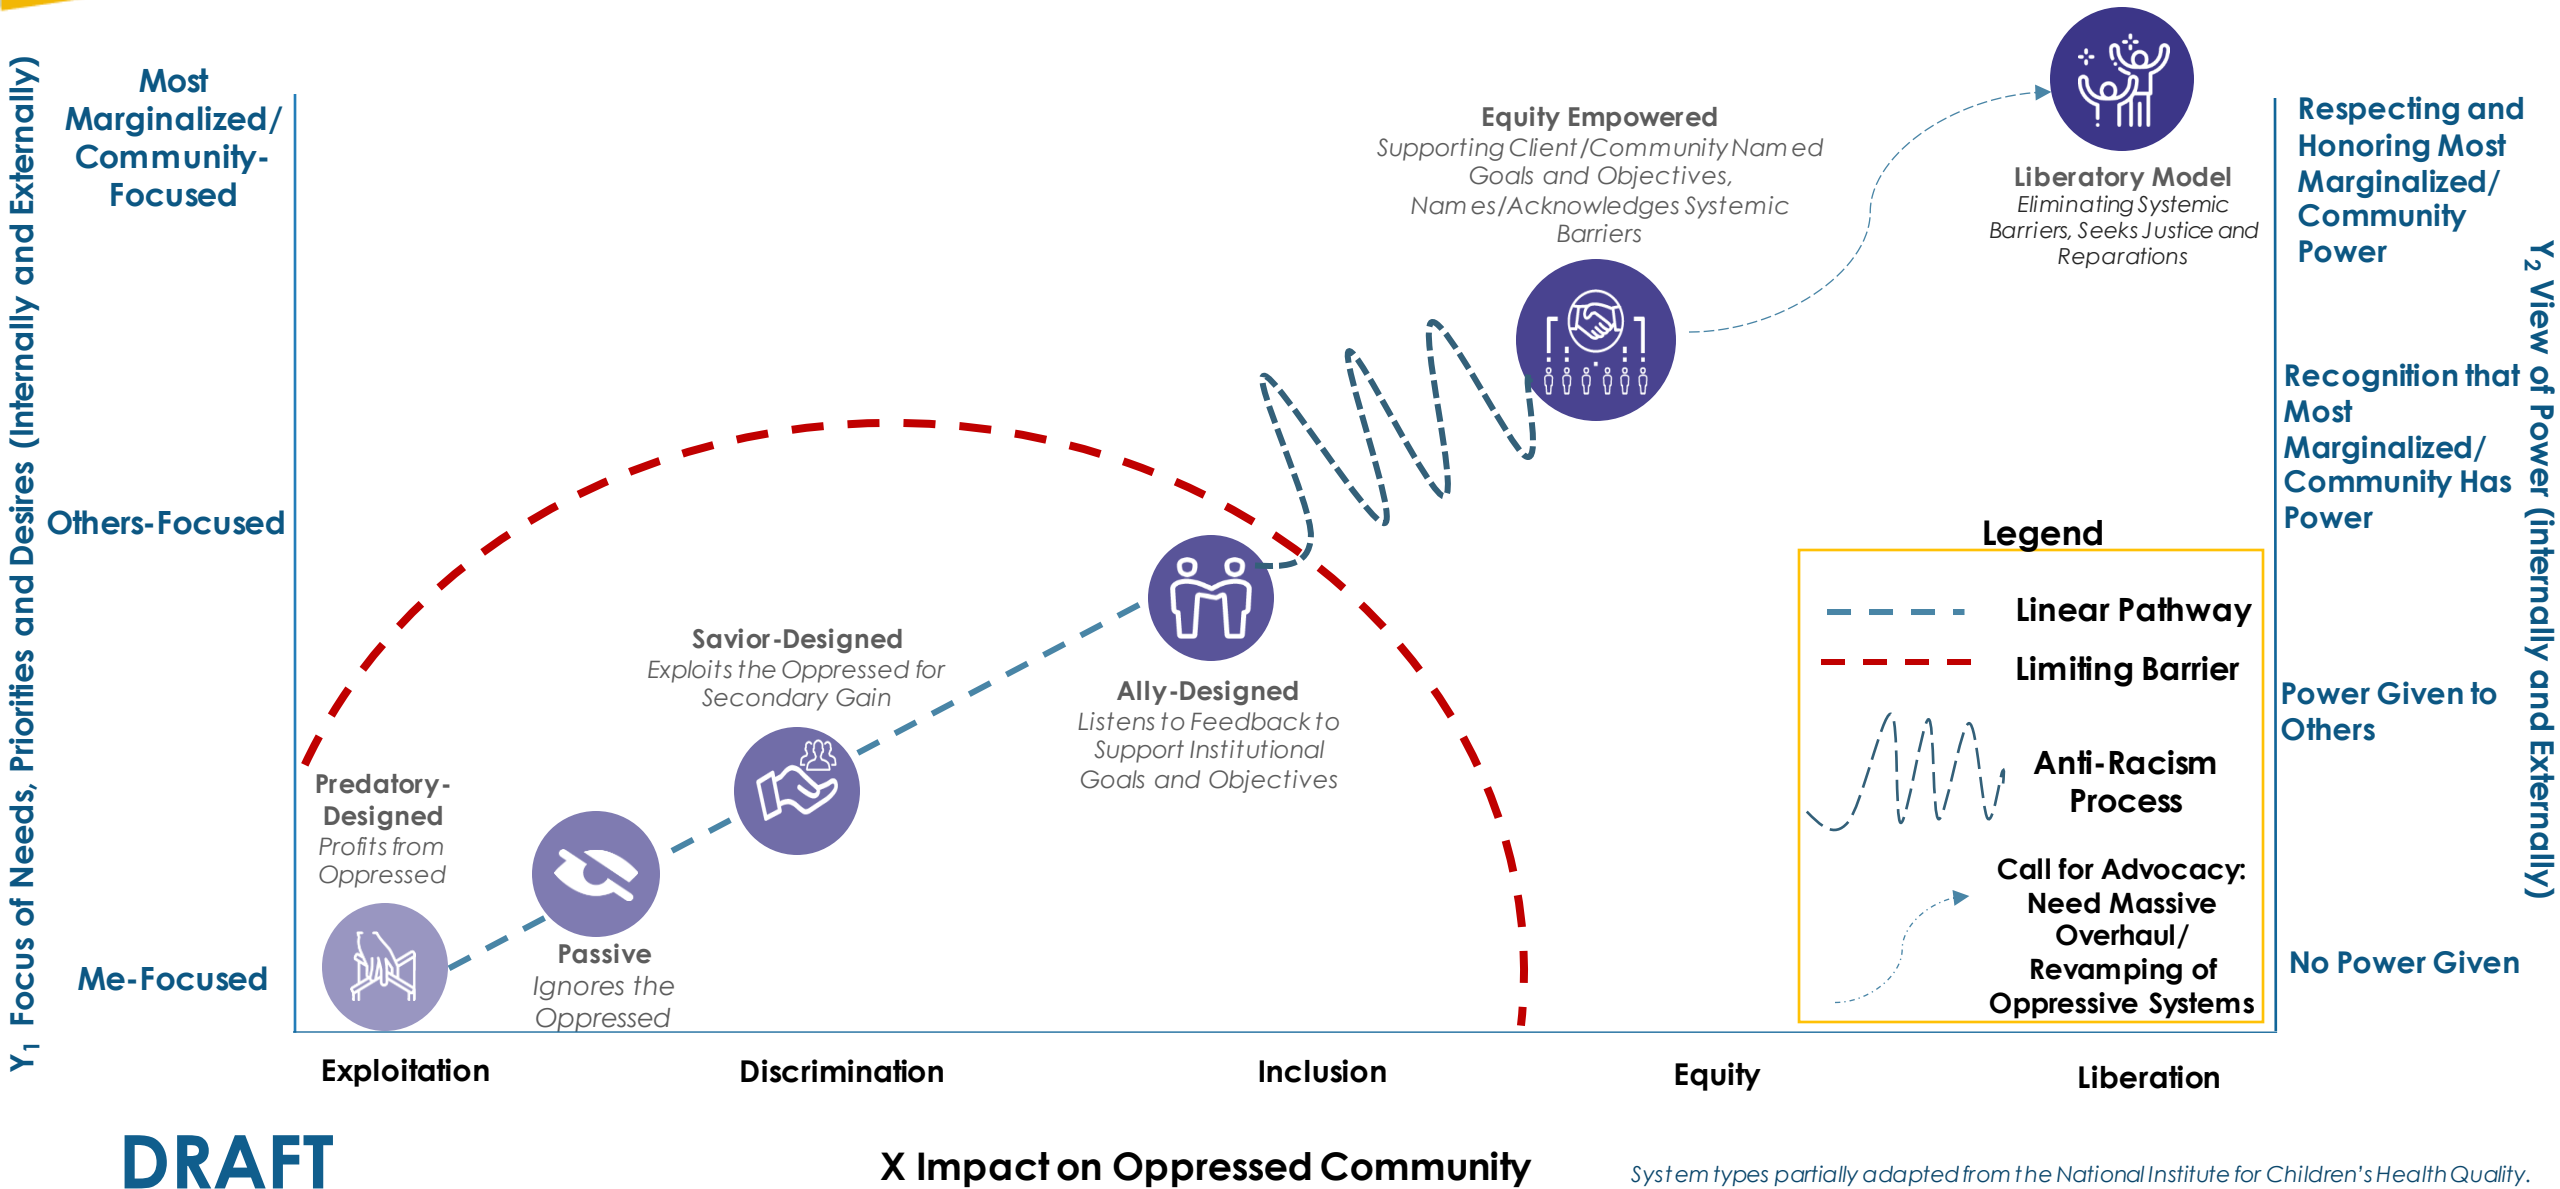 Y1 Focus of Needs, Priorities and Desires (Internally and Externally)
Most
Marginalized/
Community-
Focused
Others-Focused
Me-Focused
Predatory-
Designed
Profits from
Oppressed
Passive
Ignores the
Oppressed
Savior-Designed
Exploits the Oppressed for
Secondary Gain
Ally-Designed
Listens to Feedback to
Support Institutional
Goals and Objectives
Equity Empowered
Supporting Client/Community Named
Goals and Objectives,
Names/Acknowledges Systemic
Barriers
Liberatory Model
Eliminating Systemic
Barriers, Seeks Justice and
Reparations
Legend
Linear Pathway
Limiting Barrier
Anti-Racism
Process
Call for Advocacy:
Need Massive
Overhaul/
Revamping of
Oppressive Systems
Respecting and
Honoring Most
Marginalized/
Community
Power
Recognition that
Most
Marginalized/
Community Has
Power
Power Given to
Others
No Power Given
Y2 View of Power (internally and Externally)
Exploitation
Discrimination
Inclusion
Equity
Liberation
DRAFT
X Impact on Oppressed Community
System types partially adapted from the National Institute for Children's Health Quality.